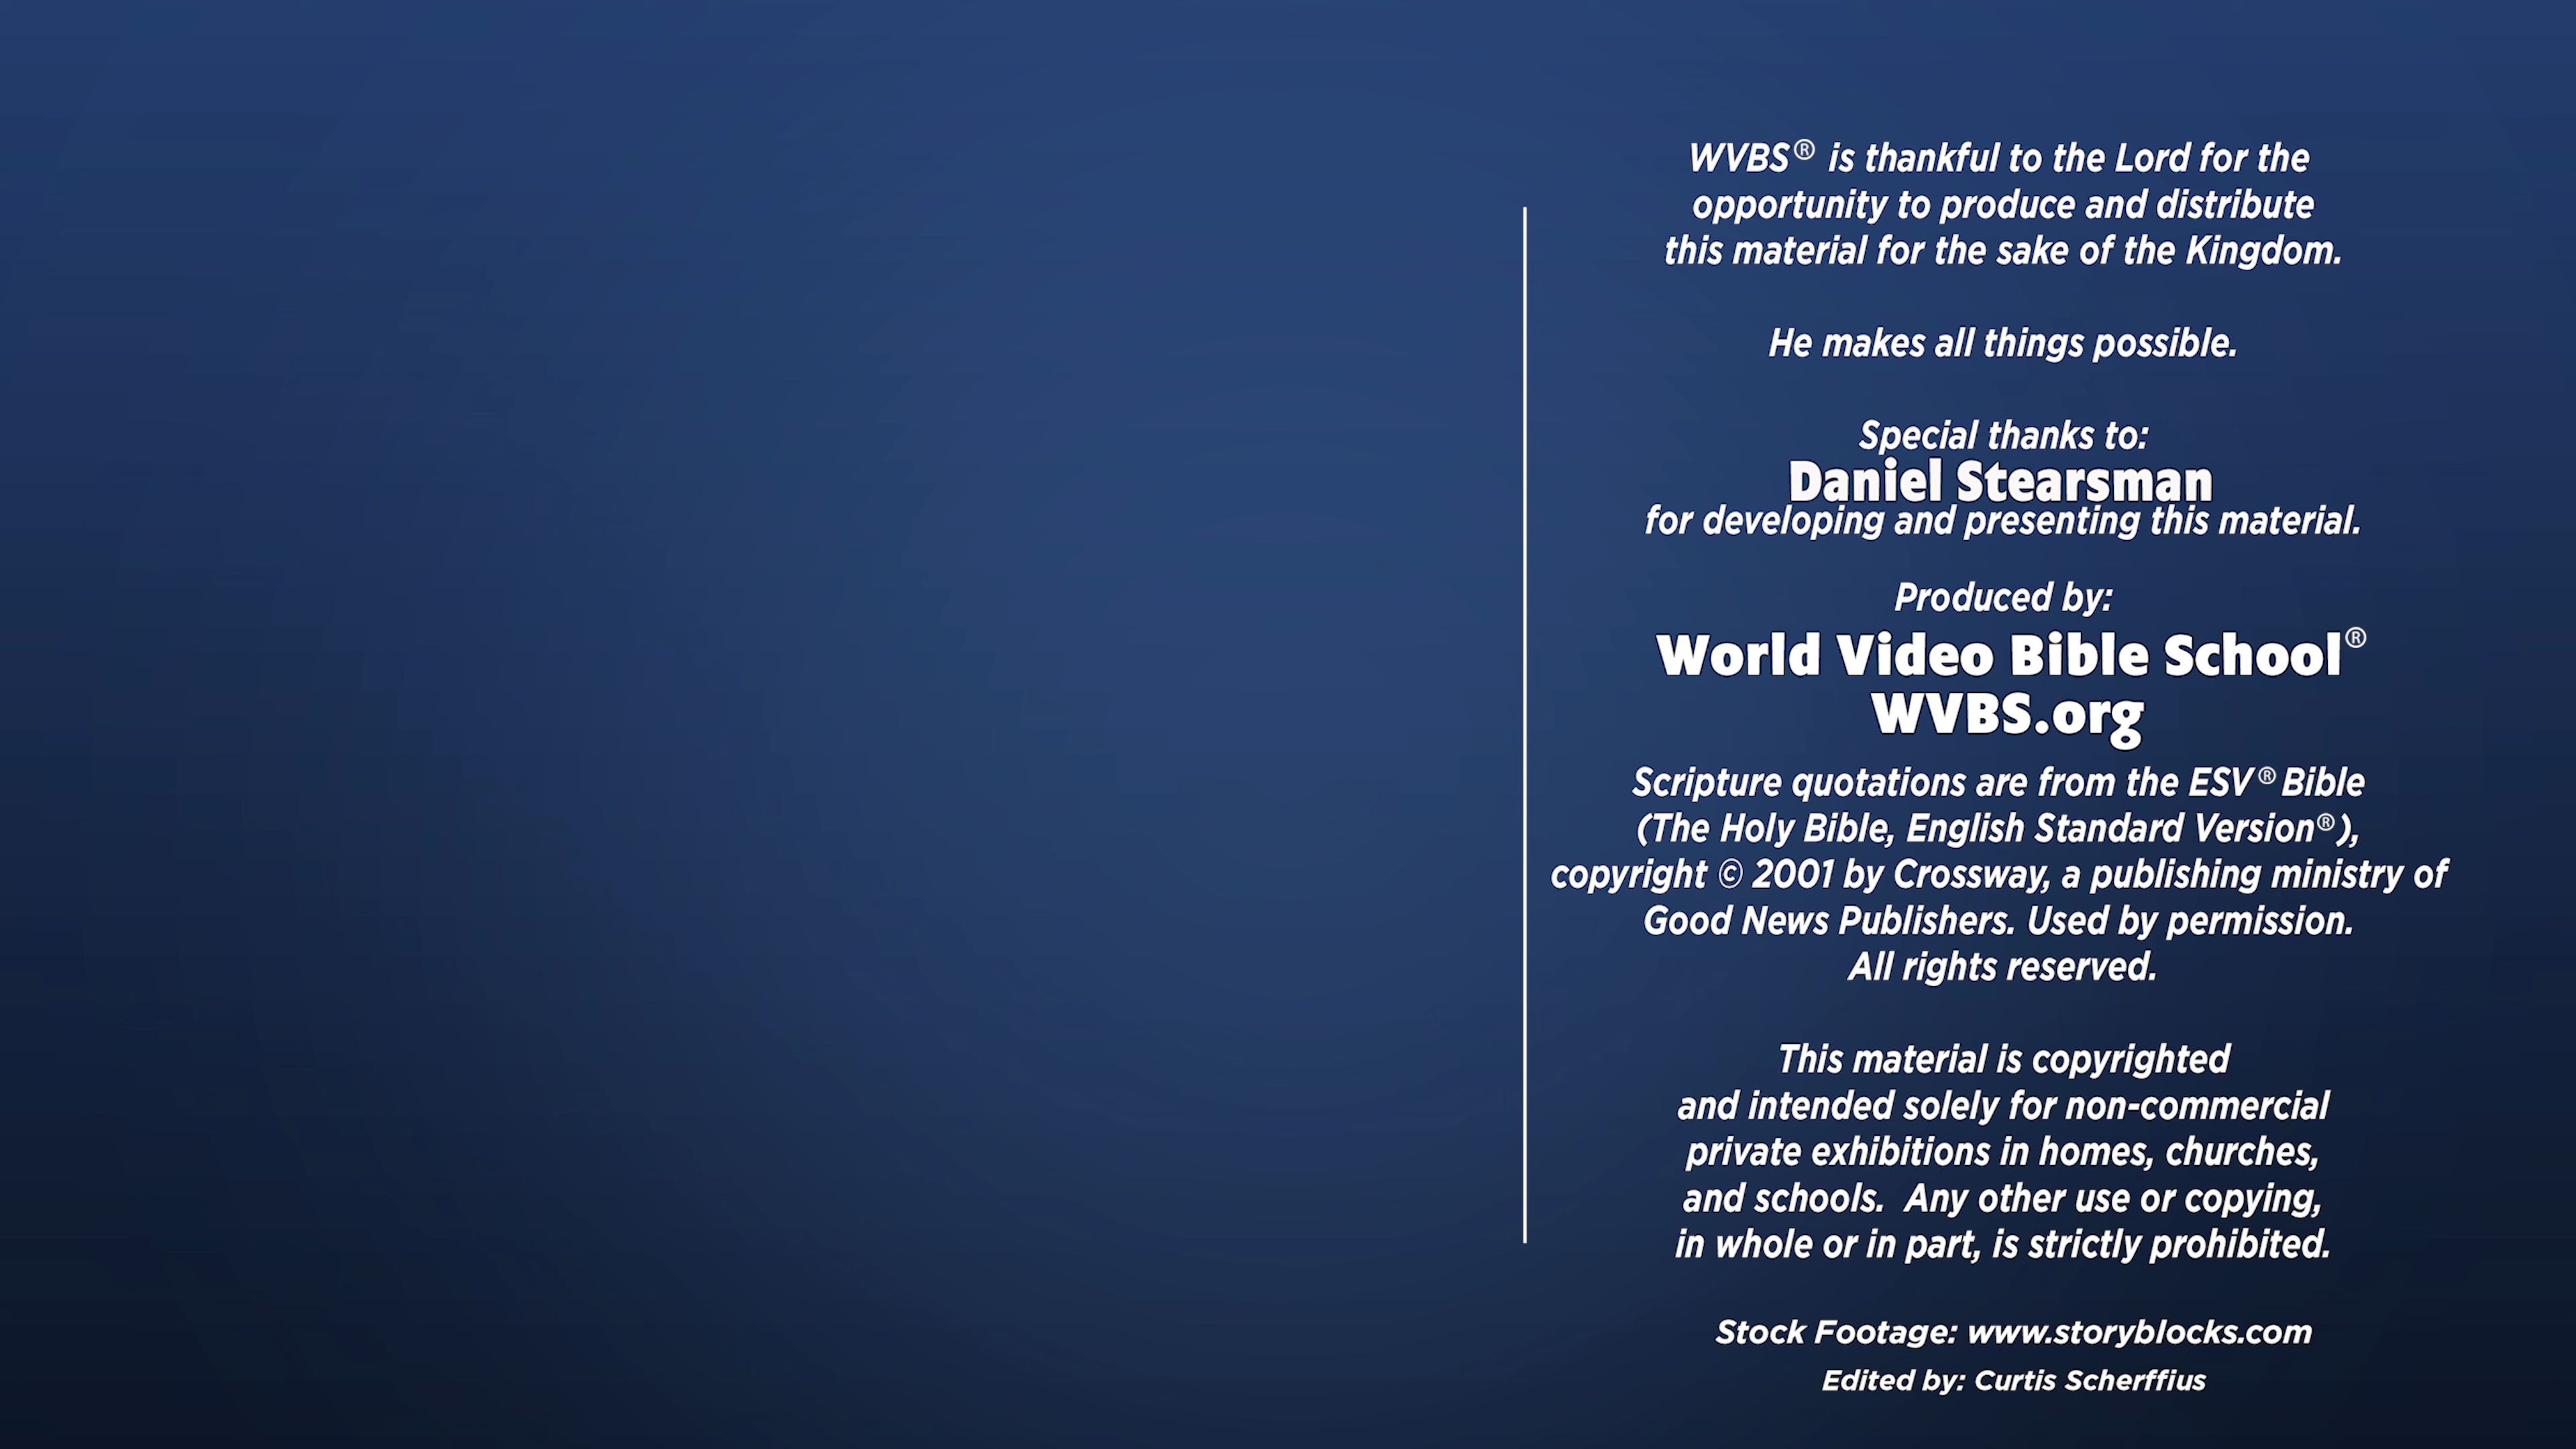 WVBS® is thankful to the Lord for the
opportunity to produce and distribute
this material for the sake of the Kingdom.
He makes all things possible.
Special thanks to:
Daniel Stearsman
for developing and presenting this material.
Produced by:
World Video Bible School®
WVBS.org
Scripture quotations are from the ESV® Bible
(The Holy Bible, English Standard Version®),
copyright © 2001 by Crossway, a publishing ministry of
Good News Publishers. Used by permission.
All rights reserved.
This material is copyrighted
and intended solely for non-commercial
private exhibitions in homes, churches,
and schools.  Any other use or copying,
in whole or in part, is strictly prohibited.
Stock Footage: www.storyblocks.com
Edited by: Curtis Scherffius